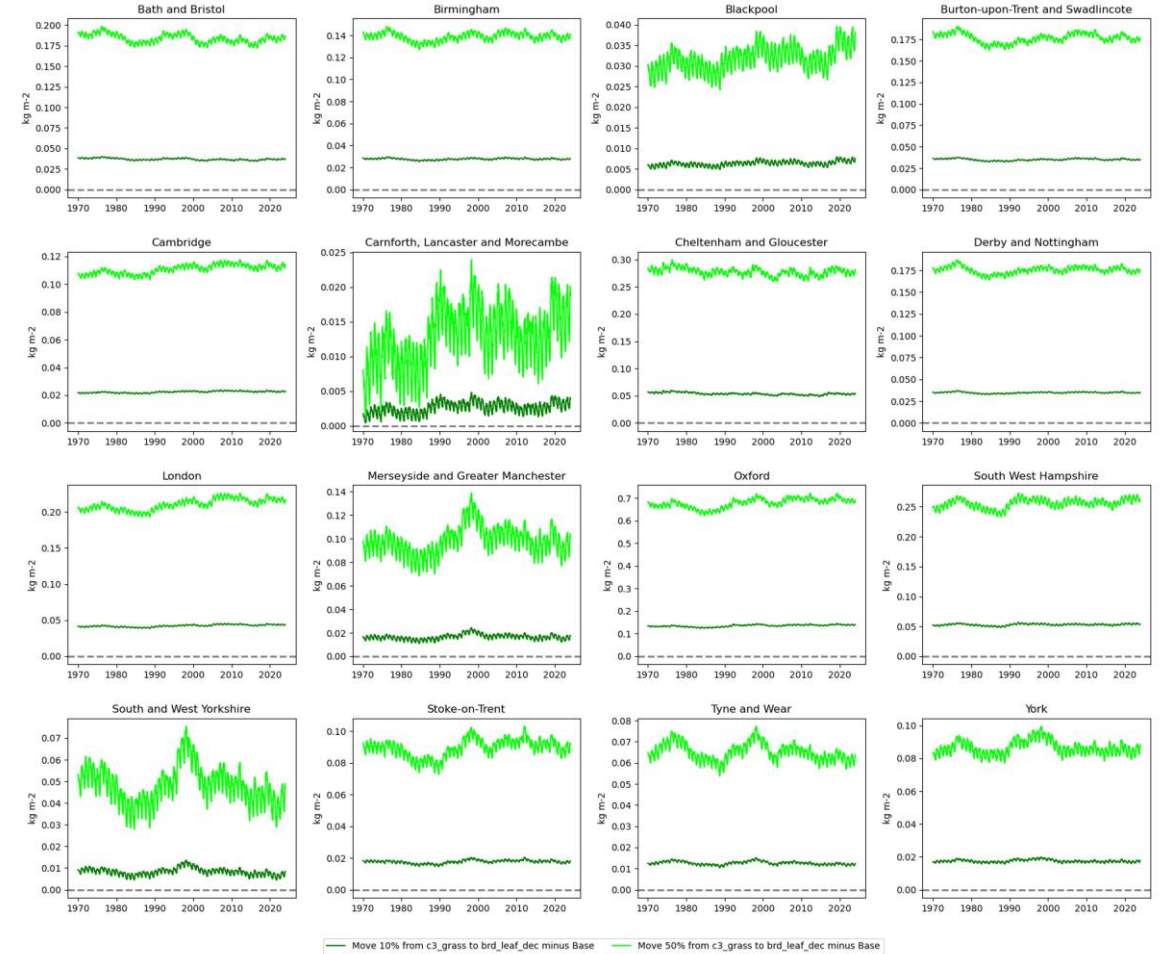 Bath and Bristol
kg m-2
0.200
0.175
0.150
0.125
0.100
0.075
0.050
0.025
0.000
1970 1980 1990 2000 2010 2020
Birmingham
kg m-2
0.14
0.12
0.10
0.08
0.06
0.04
0.02
0.00
1970 1980 1990 2000 2010 2020
Blackpool
kg m-2
0.040
0.035
0.030
0.025
0.020
0.015
0.010
0.005
0.000
1970 1980 1990 2000 2010 2020
Burton-upon-Trent and Swadlincote
kg m-2
0.175
0.150
0.125
0.100
0.075
0.050
0.025
0.000
1970 1980 1990 2000 2010 2020
Cambridge
kg m-2
0.12
0.10
0.08
0.06
0.04
0.02
0.00
1970 1980 1990 2000 2010 2020
Carnforth, Lancaster and Morecambe
kg m-2
0.025
0.020
0.015
0.010
0.005
0.000
1970 1980 1990 2000 2010 2020
Cheltenham and Gloucester
kg m-2
0.30
0.25
0.20
0.15
0.10
0.05
0.00
1970 1980 1990 2000 2010 2020
Derby and Nottingham
kg m-2
0.175
0.150
0.125
0.100
0.075
0.050
0.025
0.000
1970 1980 1990 2000 2010 2020
London
kg m-2
0.20
0.15
0.10
0.05
0.00
1970 1980 1990 2000 2010 2020
Merseyside and Greater Manchester
kg m-2
0.14
0.12
0.10
0.08
0.06
0.04
0.02
0.00
1970 1980 1990 2000 2010 2020
Oxford
kg m-2
0.7
0.6
0.5
0.4
0.3
0.2
0.1
0.0
1970 1980 1990 2000 2010 2020
South West Hampshire
kg m-2
0.25
0.20
0.15
0.10
0.05
0.00
1970 1980 1990 2000 2010 2020
South and West Yorkshire
kg m-2
0.07
0.06
0.05
0.04
0.03
0.02
0.01
0.00
1970 1980 1990 2000 2010 2020
Stoke-on-Trent
kg m-2
0.10
0.08
0.06
0.04
0.02
0.00
1970 1980 1990 2000 2010 2020
Tyne and Wear
kg m-2
0.08
0.07
0.06
0.05
0.04
0.03
0.02
0.01
0.00
1970 1980 1990 2000 2010 2020
York
kg m-2
0.10
0.08
0.06
0.04
0.02
0.00
1970 1980 1990 2000 2010 2020
Move 10% from c3_grass to brd_leaf_dec minus Base Move 50% from c3_grass to brd_leaf_dec minus Base